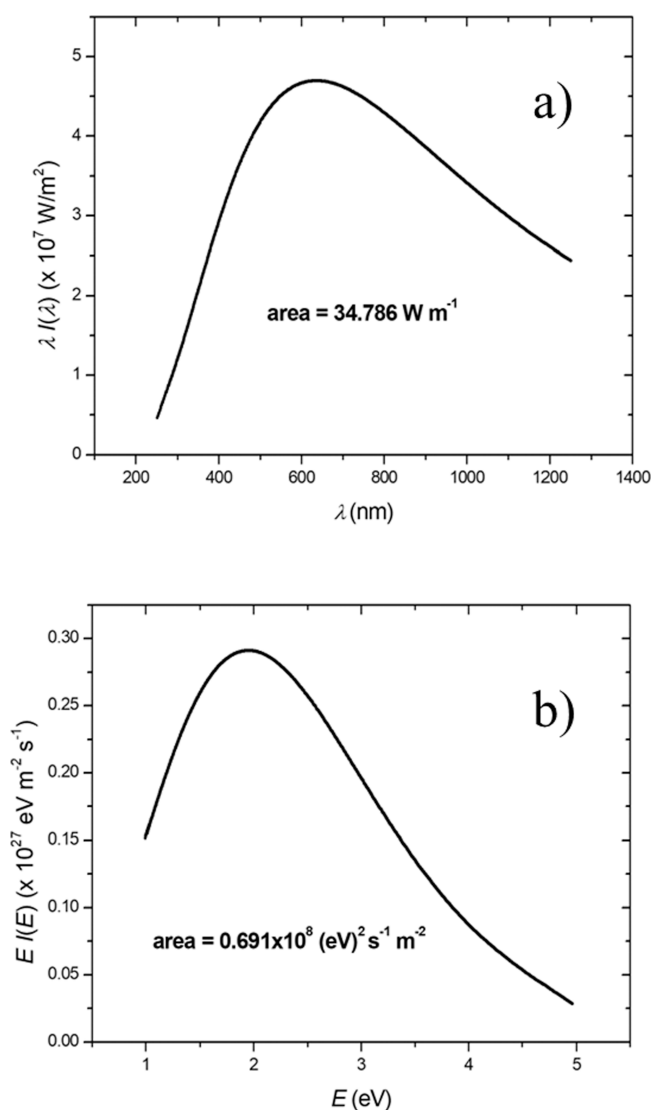 a)
5
4
3
2
1
0
λ I(λ) (x 10⁷ W/m²)
area = 34.786 W m⁻¹
200 400 600 800 1000 1200 1400
λ (nm)
b)
0.30
0.25
0.20
0.15
0.10
0.05
0.00
E I(E) (x 10²⁷ eV m⁻² s⁻¹)
area = 0.691x10⁸ (eV)² s⁻¹ m⁻²
1 2 3 4 5
E (eV)